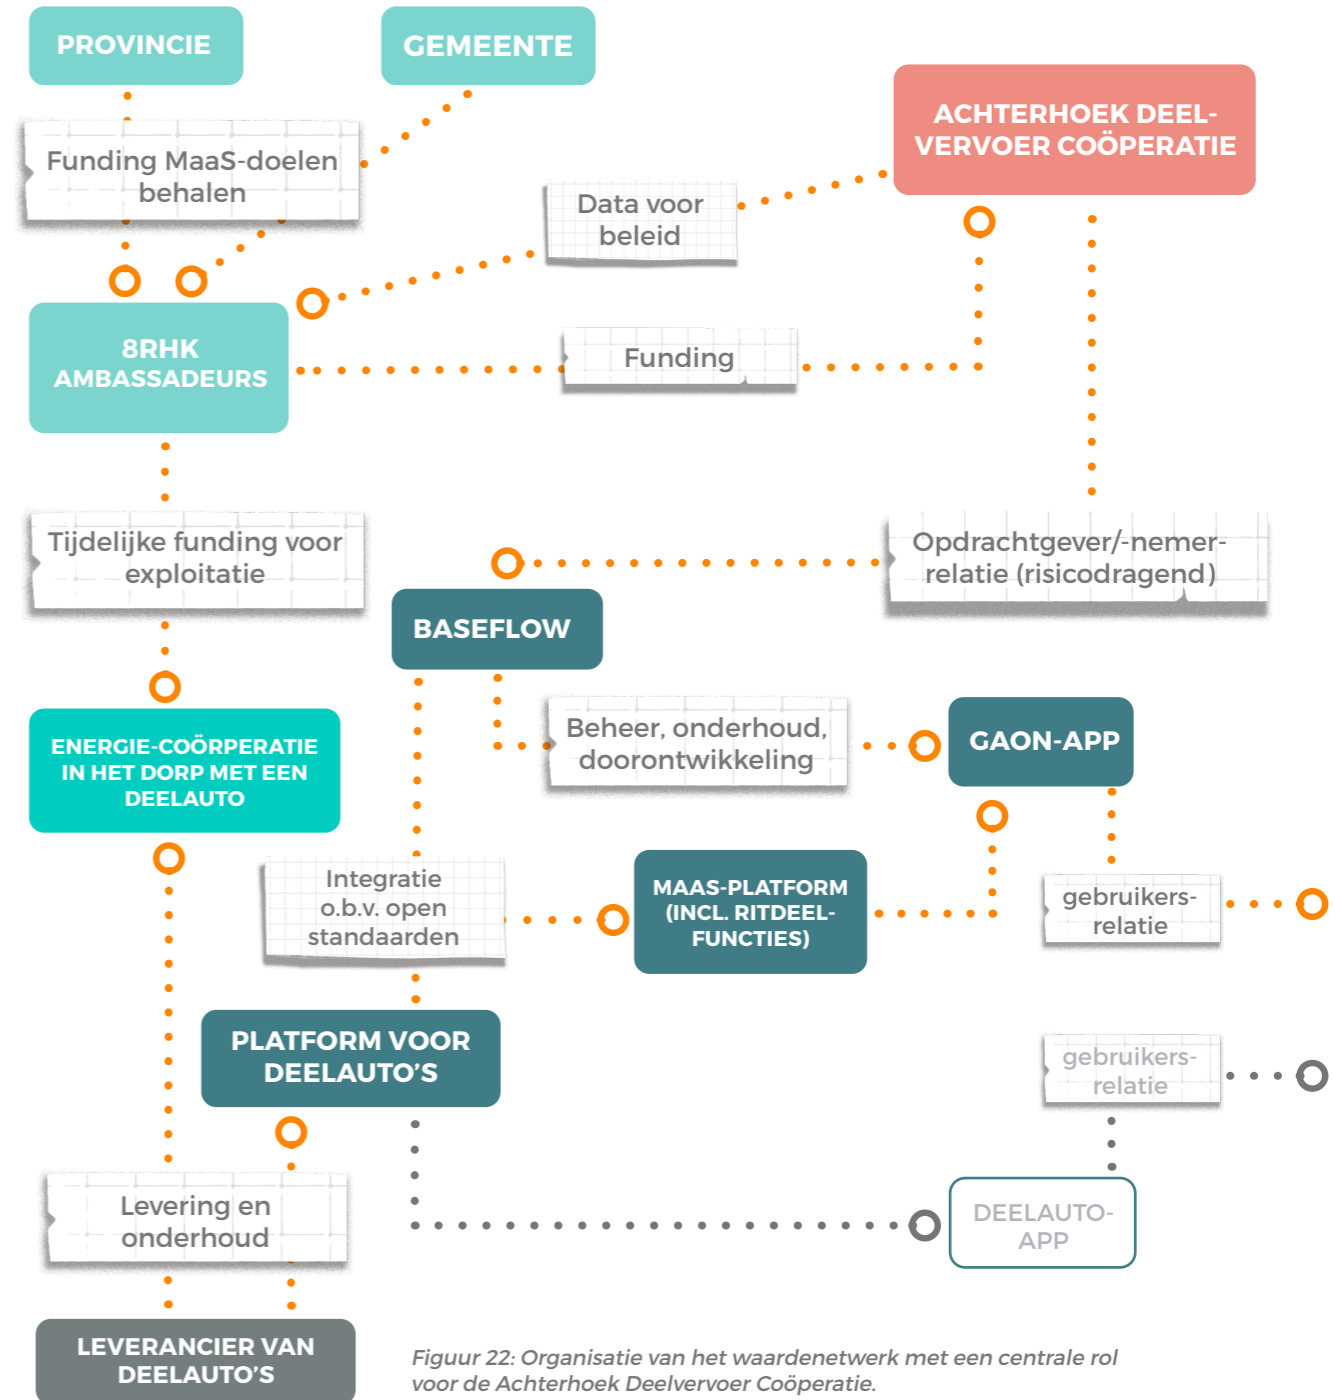 PROVINCIE
GEMEENTE
ACHTERHOEK DEEL-
VERVOER COÖPERATIE
Funding MaaS-doelen
behalen
Data voor
beleid
8RHK
AMBASSADEURS
Funding
Tijdelijke funding voor
exploitatie
Opdrachtgever/-nemer-
relatie (risicodragend)
BASEFLOW
ENERGIE-COÖRPERATIE
IN HET DORP MET EEN
DEELAUTO
Beheer, onderhoud,
doorontwikkeling
GAON-APP
Integratie
o.b.v. open
standaarden
MAAS-PLATFORM
(INCL. RITDEEL-
FUNCTIES)
gebruikers-
relatie
PLATFORM VOOR
DEELAUTO'S
gebruikers-
relatie
Levering en
onderhoud
DEELAUTO-
APP
LEVERANCIER VAN
DEELAUTO'S
Figuur 22: Organisatie van het waardenetwerk met een centrale rol
voor de Achterhoek Deelvervoer Coöperatie.